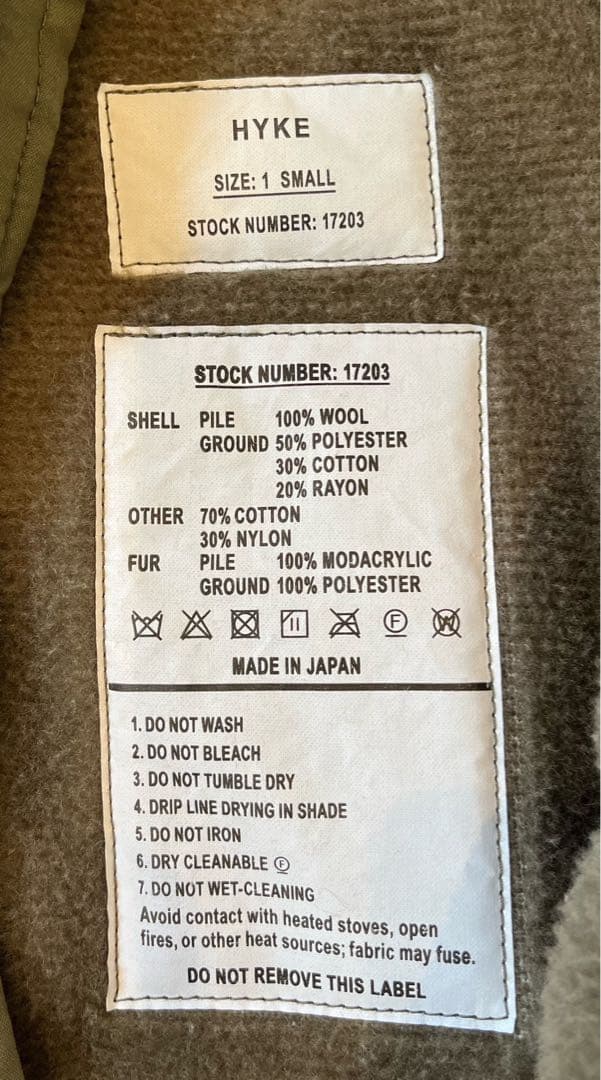 HYKE
SIZE: 1 SMALL
STOCK NUMBER: 17203
STOCK NUMBER: 17203
SHELL PILE 100% WOOL
GROUND 50% POLYESTER
30% COTTON
20% RAYON
OTHER 70% COTTON
30% NYLON
FUR PILE 100% MODACRYLIC
GROUND 100% POLYESTER
F W
MADE IN JAPAN
1. DO NOT WASH
2. DO NOT BLEACH
3. DO NOT TUMBLE DRY
4. DRIP LINE DRYING IN SHADE
5. DO NOT IRON
6. DRY CLEANABLE Ⓕ
7. DO NOT WET-CLEANING
Avoid contact with heated stoves, open
fires, or other heat sources; fabric may fuse.
DO NOT REMOVE THIS LABEL